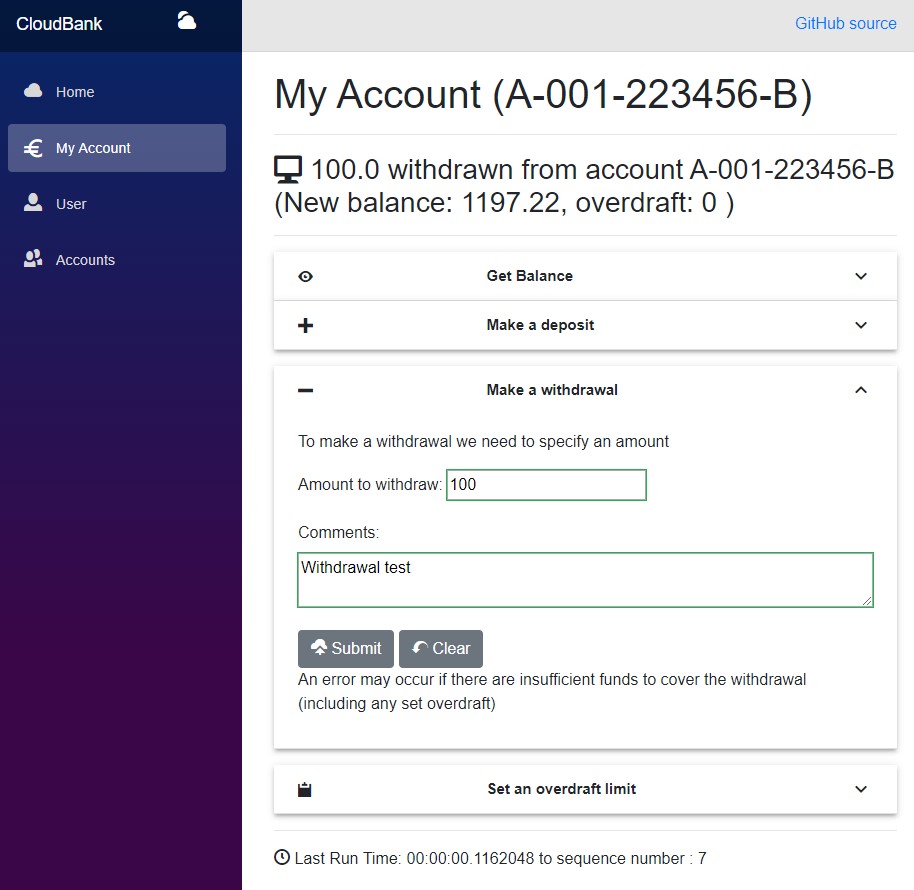 CloudBank
GitHub source
Home
My Account
User
Accounts
My Account (A-001-223456-B)
100.0 withdrawn from account A-001-223456-B
(New balance: 1197.22, overdraft: 0 )
Get Balance
Make a deposit
Make a withdrawal
To make a withdrawal we need to specify an amount
Amount to withdraw: 100
Comments:
Withdrawal test
Submit Clear
An error may occur if there are insufficient funds to cover the withdrawal
(including any set overdraft)
Set an overdraft limit
Last Run Time: 00:00:00.1162048 to sequence number : 7